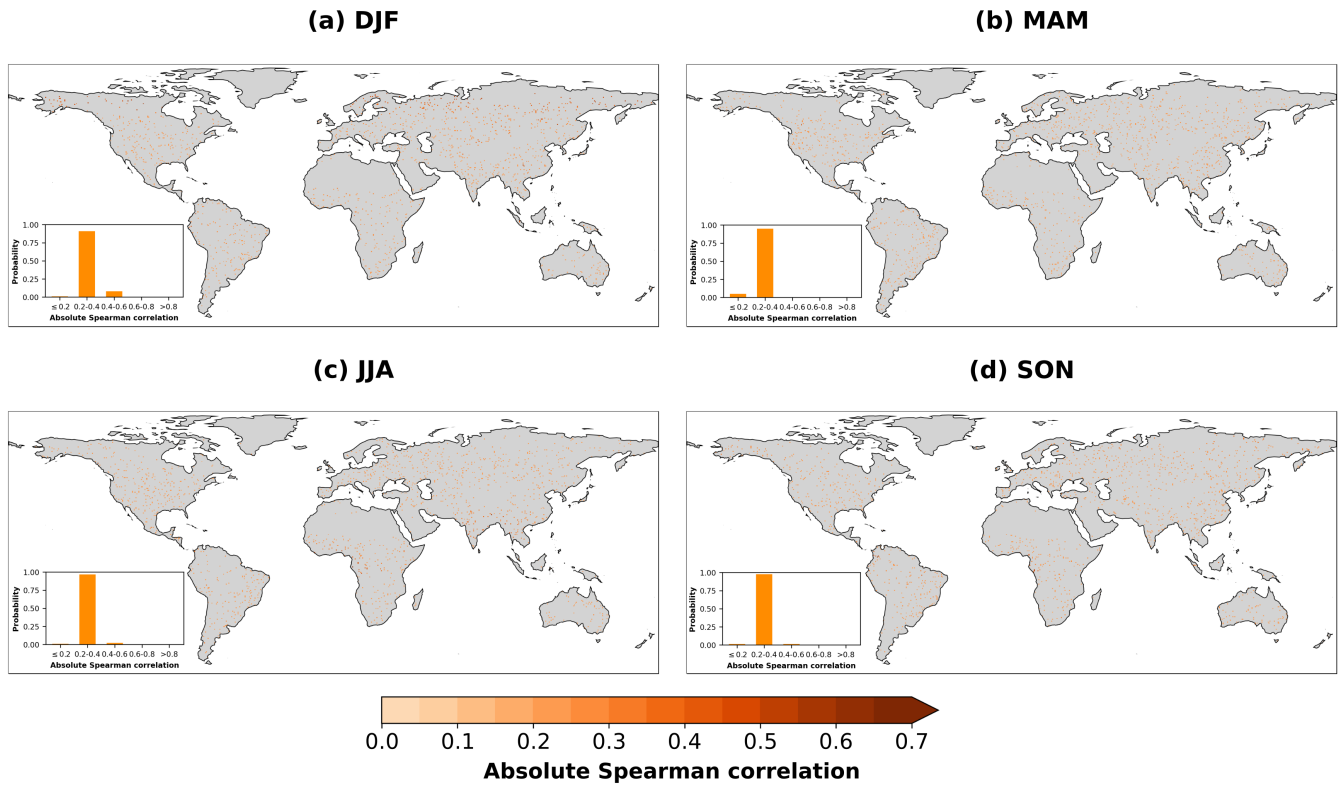 (a) DJF
(b) MAM
1.00
0.75
0.50
0.25
0.00
Probability
≤0.2 0.2-0.4 0.4-0.6 0.6-0.8 >0.8
Absolute Spearman correlation
1.00
0.75
0.50
0.25
0.00
Probability
≤0.2 0.2-0.4 0.4-0.6 0.6-0.8 >0.8
Absolute Spearman correlation
(c) JJA
(d) SON
1.00
0.75
0.50
0.25
0.00
Probability
≤0.2 0.2-0.4 0.4-0.6 0.6-0.8 >0.8
Absolute Spearman correlation
1.00
0.75
0.50
0.25
0.00
Probability
≤0.2 0.2-0.4 0.4-0.6 0.6-0.8 >0.8
Absolute Spearman correlation
0.0 0.1 0.2 0.3 0.4 0.5 0.6 0.7
Absolute Spearman correlation